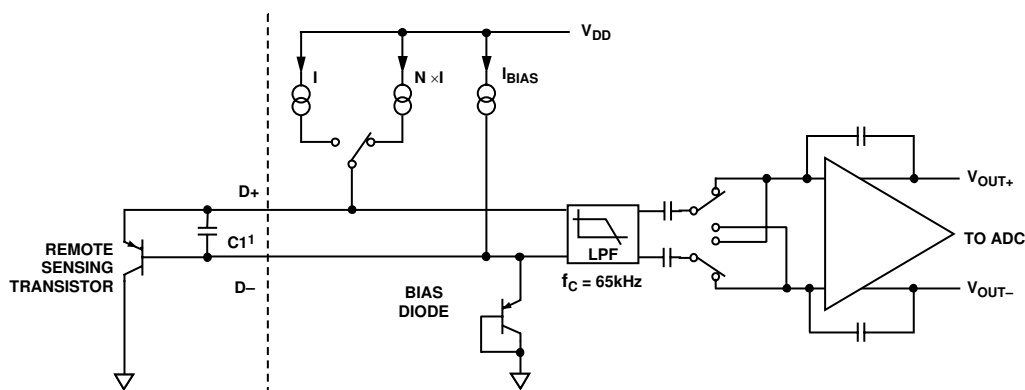 V_DD
I
N ×I
I_BIAS
D+
C1¹
D–
REMOTE
SENSING
TRANSISTOR
BIAS
DIODE
LPF
f_C = 65kHz
V_OUT+
TO ADC
V_OUT–